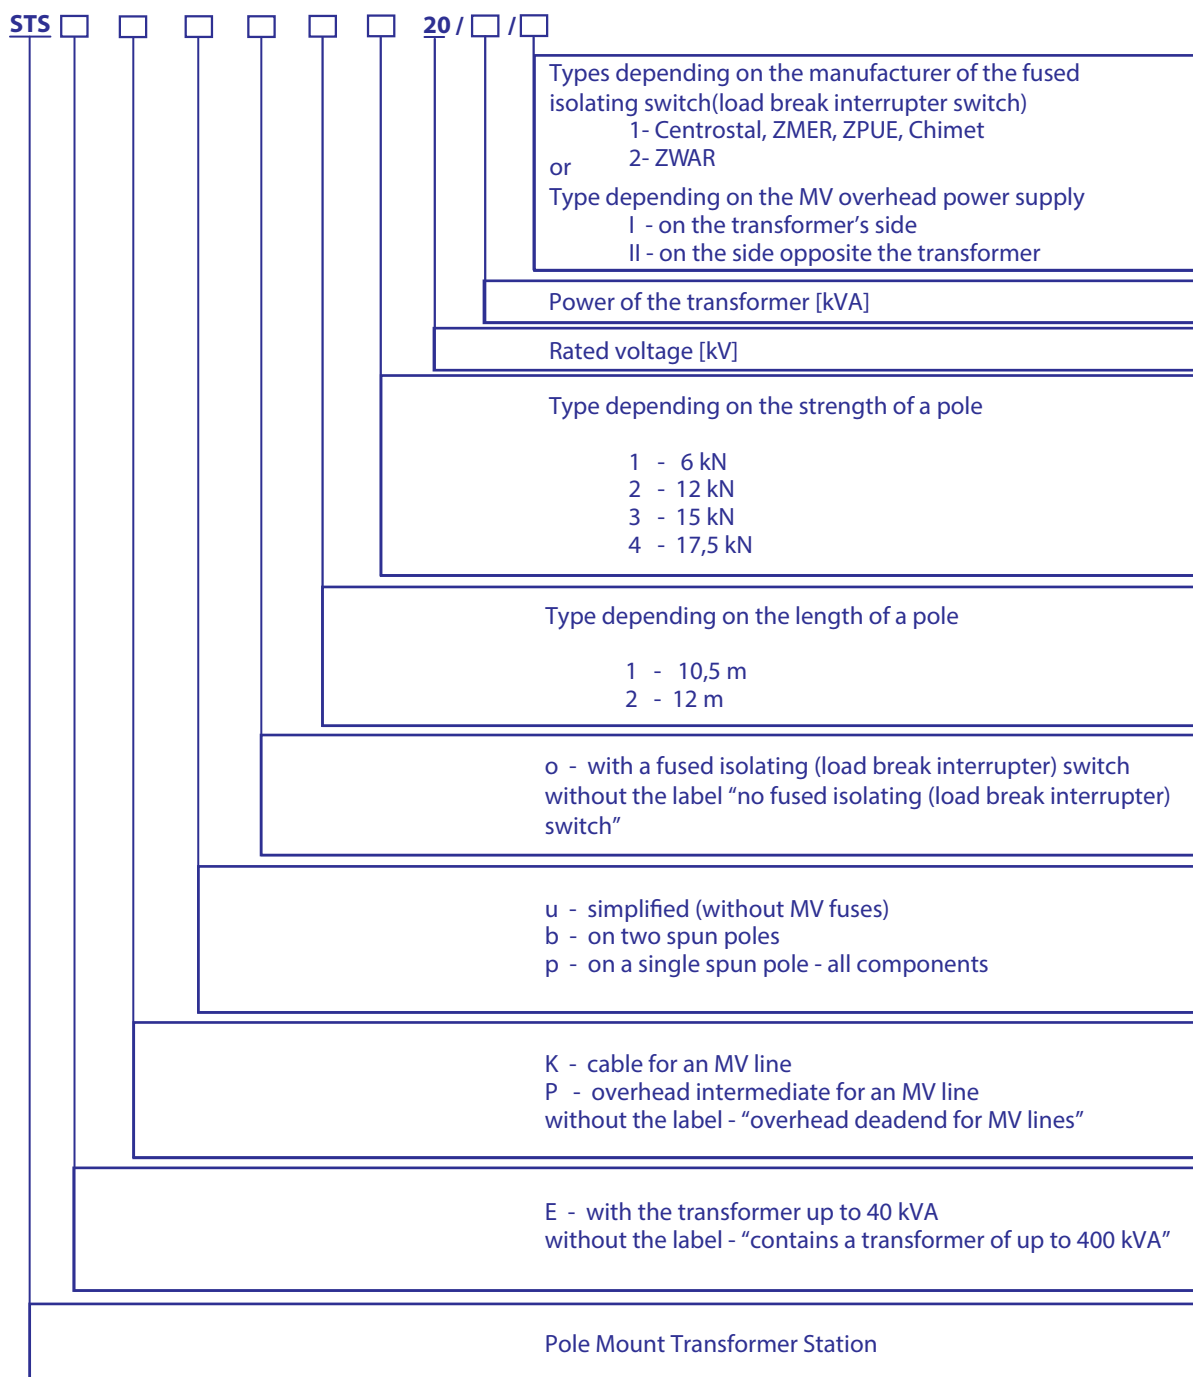 STS 20 / /
Types depending on the manufacturer of the fused
isolating switch(load break interrupter switch)
1- Centrostal, ZMER, ZPUE, Chimet
2- ZWAR
or
Type depending on the MV overhead power supply
I - on the transformer's side
II - on the side opposite the transformer
Power of the transformer [kVA]
Rated voltage [kV]
Type depending on the strength of a pole
1 - 6 kN
2 - 12 kN
3 - 15 kN
4 - 17,5 kN
Type depending on the length of a pole
1 - 10,5 m
2 - 12 m
o - with a fused isolating (load break interrupter) switch
without the label “no fused isolating (load break interrupter)
switch”
u - simplified (without MV fuses)
b - on two spun poles
p - on a single spun pole - all components
K - cable for an MV line
P - overhead intermediate for an MV line
without the label - “overhead deadend for MV lines”
E - with the transformer up to 40 kVA
without the label - “contains a transformer of up to 400 kVA”
Pole Mount Transformer Station